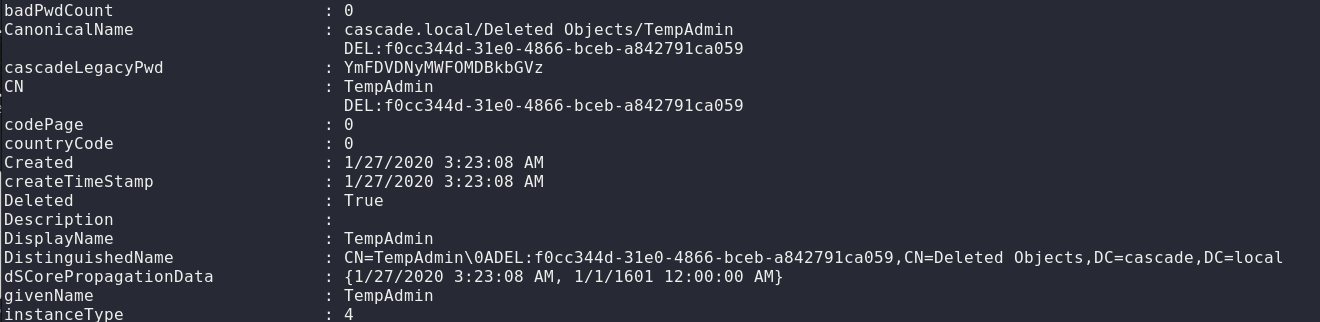 badPwdCount : 0
CanonicalName : cascade.local/Deleted Objects/TempAdmin
DEL:f0cc344d-31e0-4866-bceb-a842791ca059
cascadeLegacyPwd : YmFDVDNyMWFOMDBkbGVz
CN : TempAdmin
DEL:f0cc344d-31e0-4866-bceb-a842791ca059
codePage : 0
countryCode : 0
Created : 1/27/2020 3:23:08 AM
createTimeStamp : 1/27/2020 3:23:08 AM
Deleted : True
Description :
DisplayName : TempAdmin
DistinguishedName : CN=TempAdmin\0ADEL:f0cc344d-31e0-4866-bceb-a842791ca059,CN=Deleted Objects,DC=cascade,DC=local
dSCorePropagationData : {1/27/2020 3:23:08 AM, 1/1/1601 12:00:00 AM}
givenName : TempAdmin
instanceType : 4